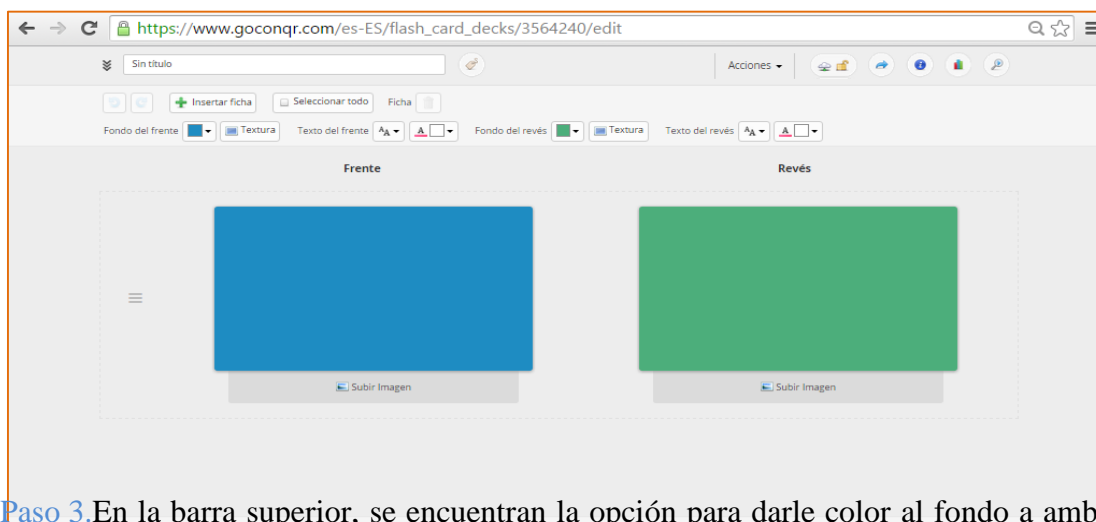 https://www.goconqr.com/es-ES/flash_card_decks/3564240/edit
Sin título Acciones
Insertar ficha Seleccionar todo Ficha
Fondo del frente Textura Texto del frente AA A Fondo del revés Textura Texto del revés AA A
Frente Revés
Subir Imagen Subir Imagen
Paso 3.En la barra superior, se encuentran la opción para darle color al fondo a amb